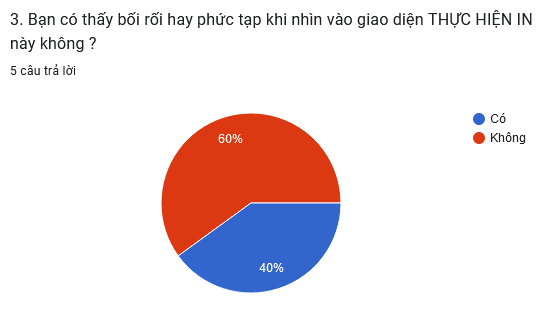 3. Bạn có thấy bối rối hay phức tạp khi nhìn vào giao diện THỰC HIỆN IN
này không ?
5 câu trả lời
Có
Không
60%
40%